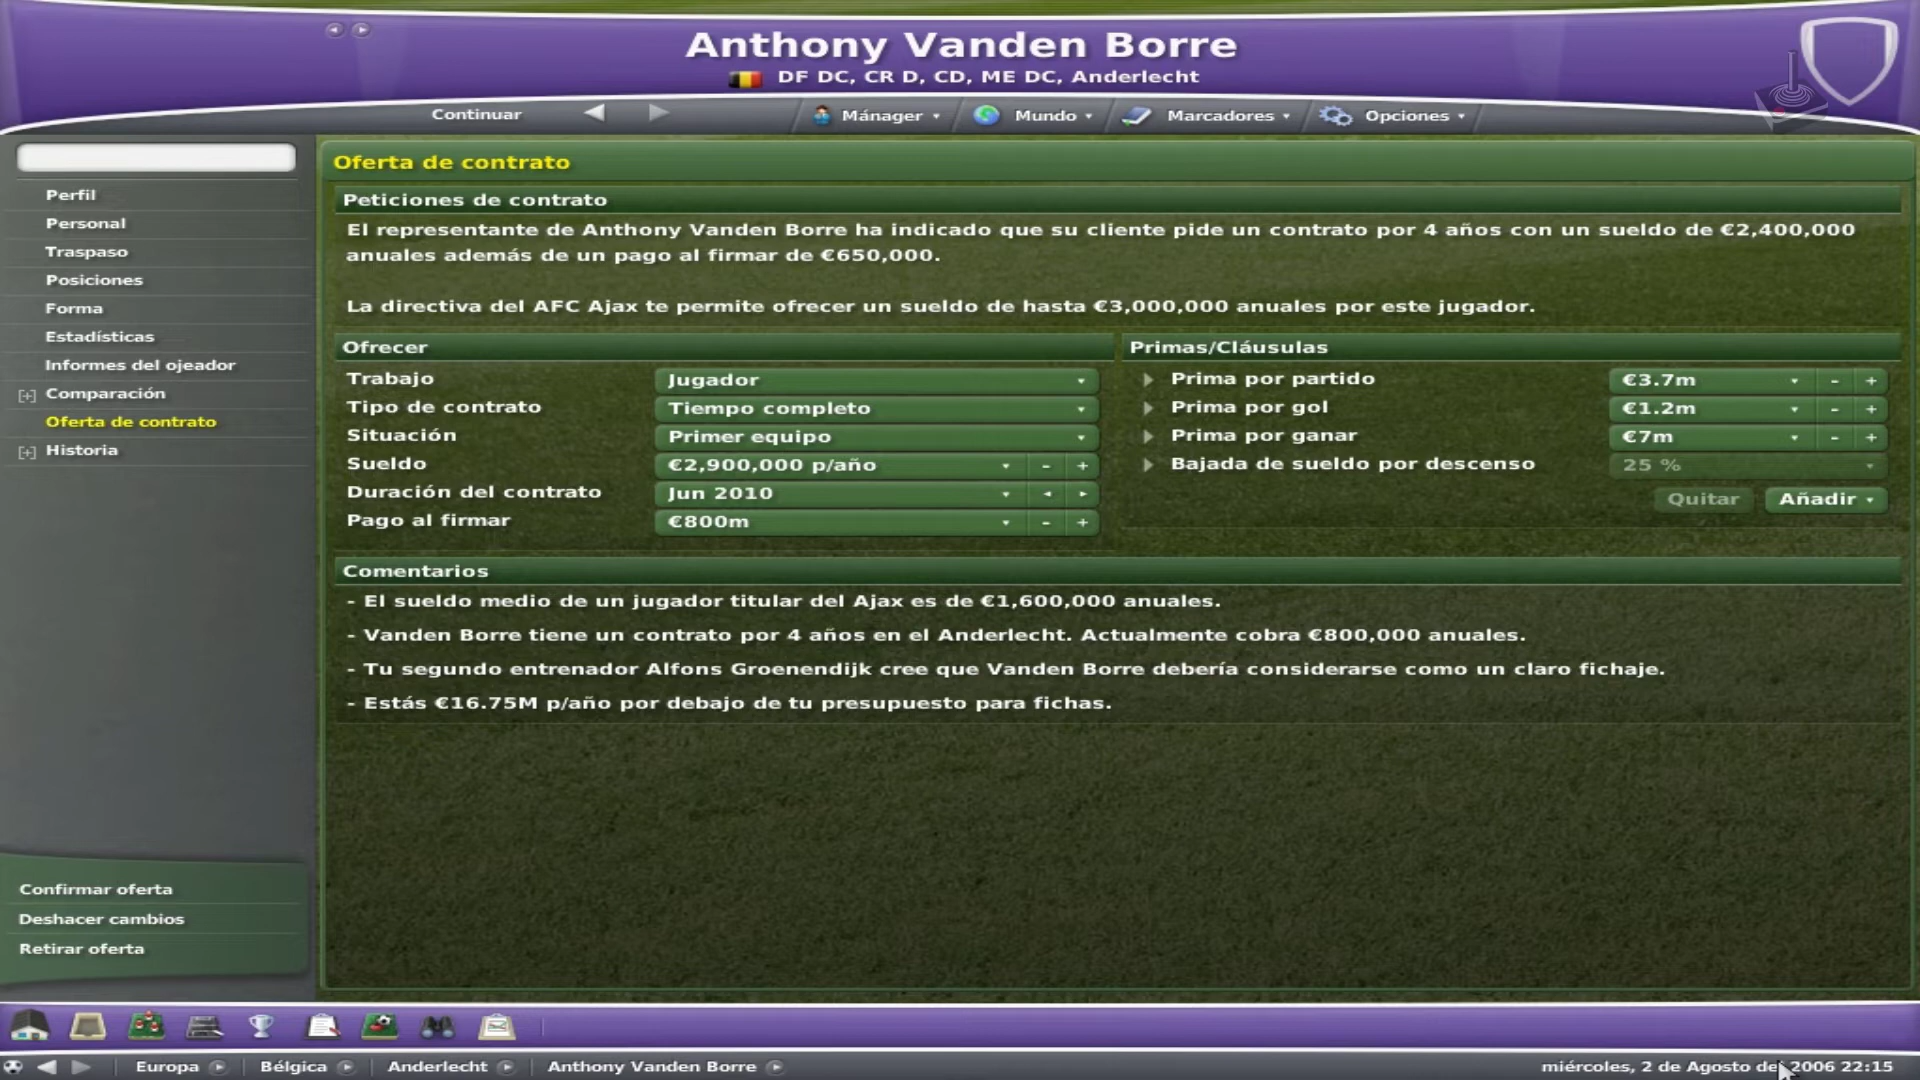 Anthony Vanden Borre
DF DC, CR D, CD, ME DC, Anderlecht
Continuar
Mánager
Mundo
Marcadores
Opciones
Perfil
Personal
Traspaso
Posiciones
Forma
Estadísticas
Informes del ojeador
[+] Comparación
Oferta de contrato
[+] Historia
Confirmar oferta
Deshacer cambios
Retirar oferta
Oferta de contrato
Peticiones de contrato
El representante de Anthony Vanden Borre ha indicado que su cliente pide un contrato por 4 años con un sueldo de €2,400,000
anuales además de un pago al firmar de €650,000.
La directiva del AFC Ajax te permite ofrecer un sueldo de hasta €3,000,000 anuales por este jugador.
Ofrecer
Trabajo Jugador
Tipo de contrato Tiempo completo
Situación Primer equipo
Sueldo €2,900,000 p/año - +
Duración del contrato Jun 2010
Pago al firmar €800m - +
Primas/Cláusulas
Prima por partido €3.7m - +
Prima por gol €1.2m - +
Prima por ganar €7m - +
Bajada de sueldo por descenso 25 %
Quitar Añadir
Comentarios
- El sueldo medio de un jugador titular del Ajax es de €1,600,000 anuales.
- Vanden Borre tiene un contrato por 4 años en el Anderlecht. Actualmente cobra €800,000 anuales.
- Tu segundo entrenador Alfons Groenendijk cree que Vanden Borre debería considerarse como un claro fichaje.
- Estás €16.75M p/año por debajo de tu presupuesto para fichas.
Europa Bélgica Anderlecht Anthony Vanden Borre
miércoles, 2 de Agosto del 2006 22:15